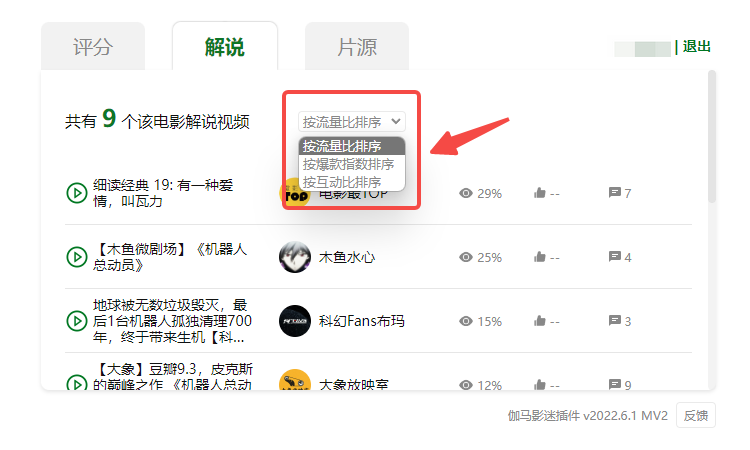 评分 解说 片源 | 退出
共有 9 个该电影解说视频
按流量比排序
按流量比排序
按爆款指数排序
按互动比排序
细读经典 19: 有一种爱
情，叫瓦力
电影最TOP
29% -- 7
【木鱼微剧场】《机器人
总动员》
木鱼水心
25% -- 4
地球被无数垃圾毁灭，最
后1台机器人孤独清理700
年，终于带来生机【科...
科幻Fans布玛
15% -- 3
【大象】豆瓣9.3，皮克斯
的巅峰之作 《机器人总动
大象放映室
12% -- 9
伽马影迷插件 v2022.6.1 MV2 反馈